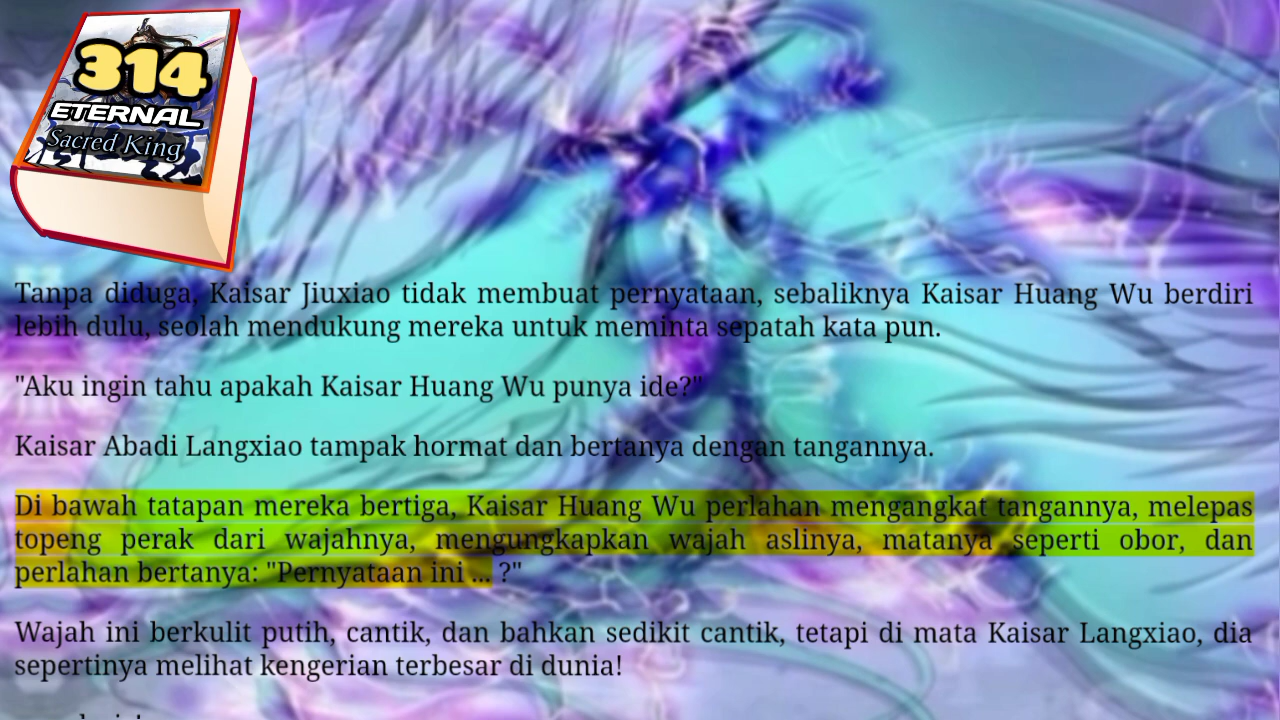 314
ETERNAL
Sacred King
Tanpa diduga, Kaisar Jiuxiao tidak membuat pernyataan, sebaliknya Kaisar Huang Wu berdiri
lebih dulu, seolah mendukung mereka untuk meminta sepatah kata pun.
"Aku ingin tahu apakah Kaisar Huang Wu punya ide?"
Kaisar Abadi Langxiao tampak hormat dan bertanya dengan tangannya.
Di bawah tatapan mereka bertiga, Kaisar Huang Wu perlahan mengangkat tangannya, melepas
topeng perak dari wajahnya, mengungkapkan wajah aslinya, matanya seperti obor, dan
perlahan bertanya: "Pernyataan ini ... ?"
Wajah ini berkulit putih, cantik, dan bahkan sedikit cantik, tetapi di mata Kaisar Langxiao, dia
sepertinya melihat kengerian terbesar di dunia!